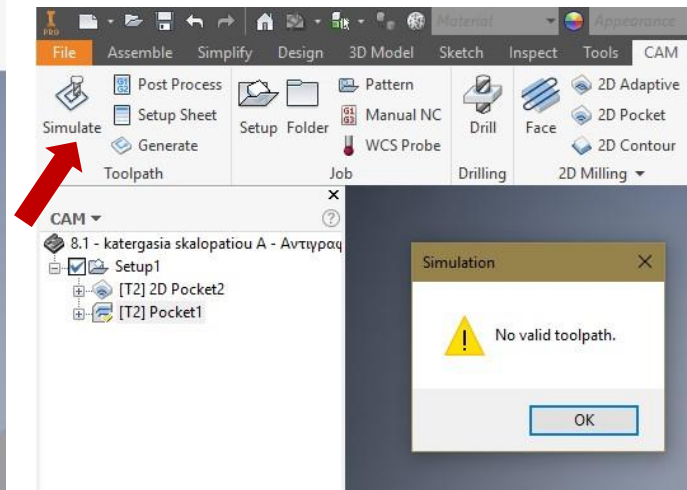 PRO
Material
Appearance
File Assemble Simplify Design 3D Model Sketch Inspect Tools CAM
Simulate
Post Process
Setup Sheet
Generate
Toolpath
Setup
Folder
Pattern
Manual NC
WCS Probe
Job
Drill
Drilling
Face
2D Adaptive
2D Pocket
2D Contour
2D Milling
CAM
8.1 - katergasia skalopatiou A - Αντιγραφ
Setup1
[T2] 2D Pocket2
[T2] Pocket1
Simulation
No valid toolpath.
OK